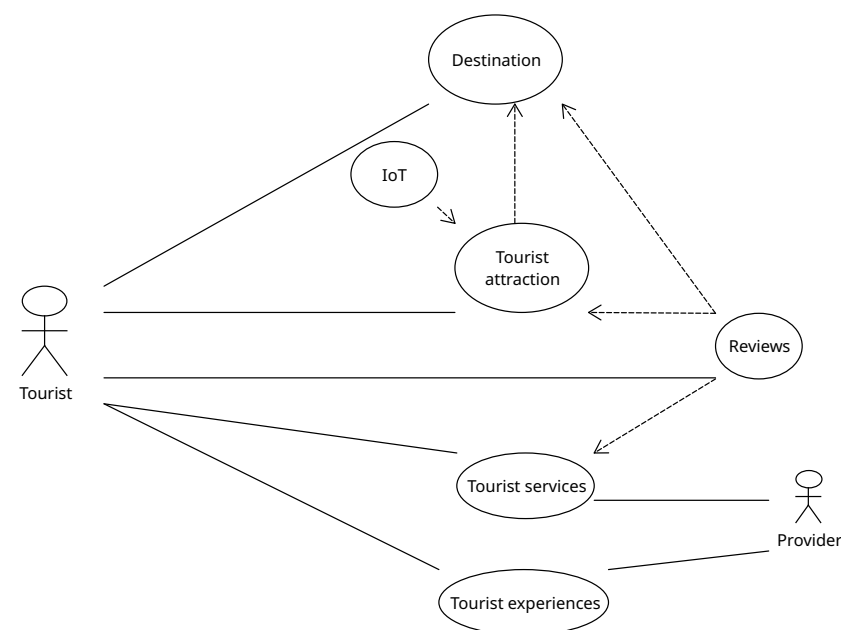 Destination
IoT
Tourist
attraction
Reviews
Tourist
Tourist services
Provider
Tourist experiences